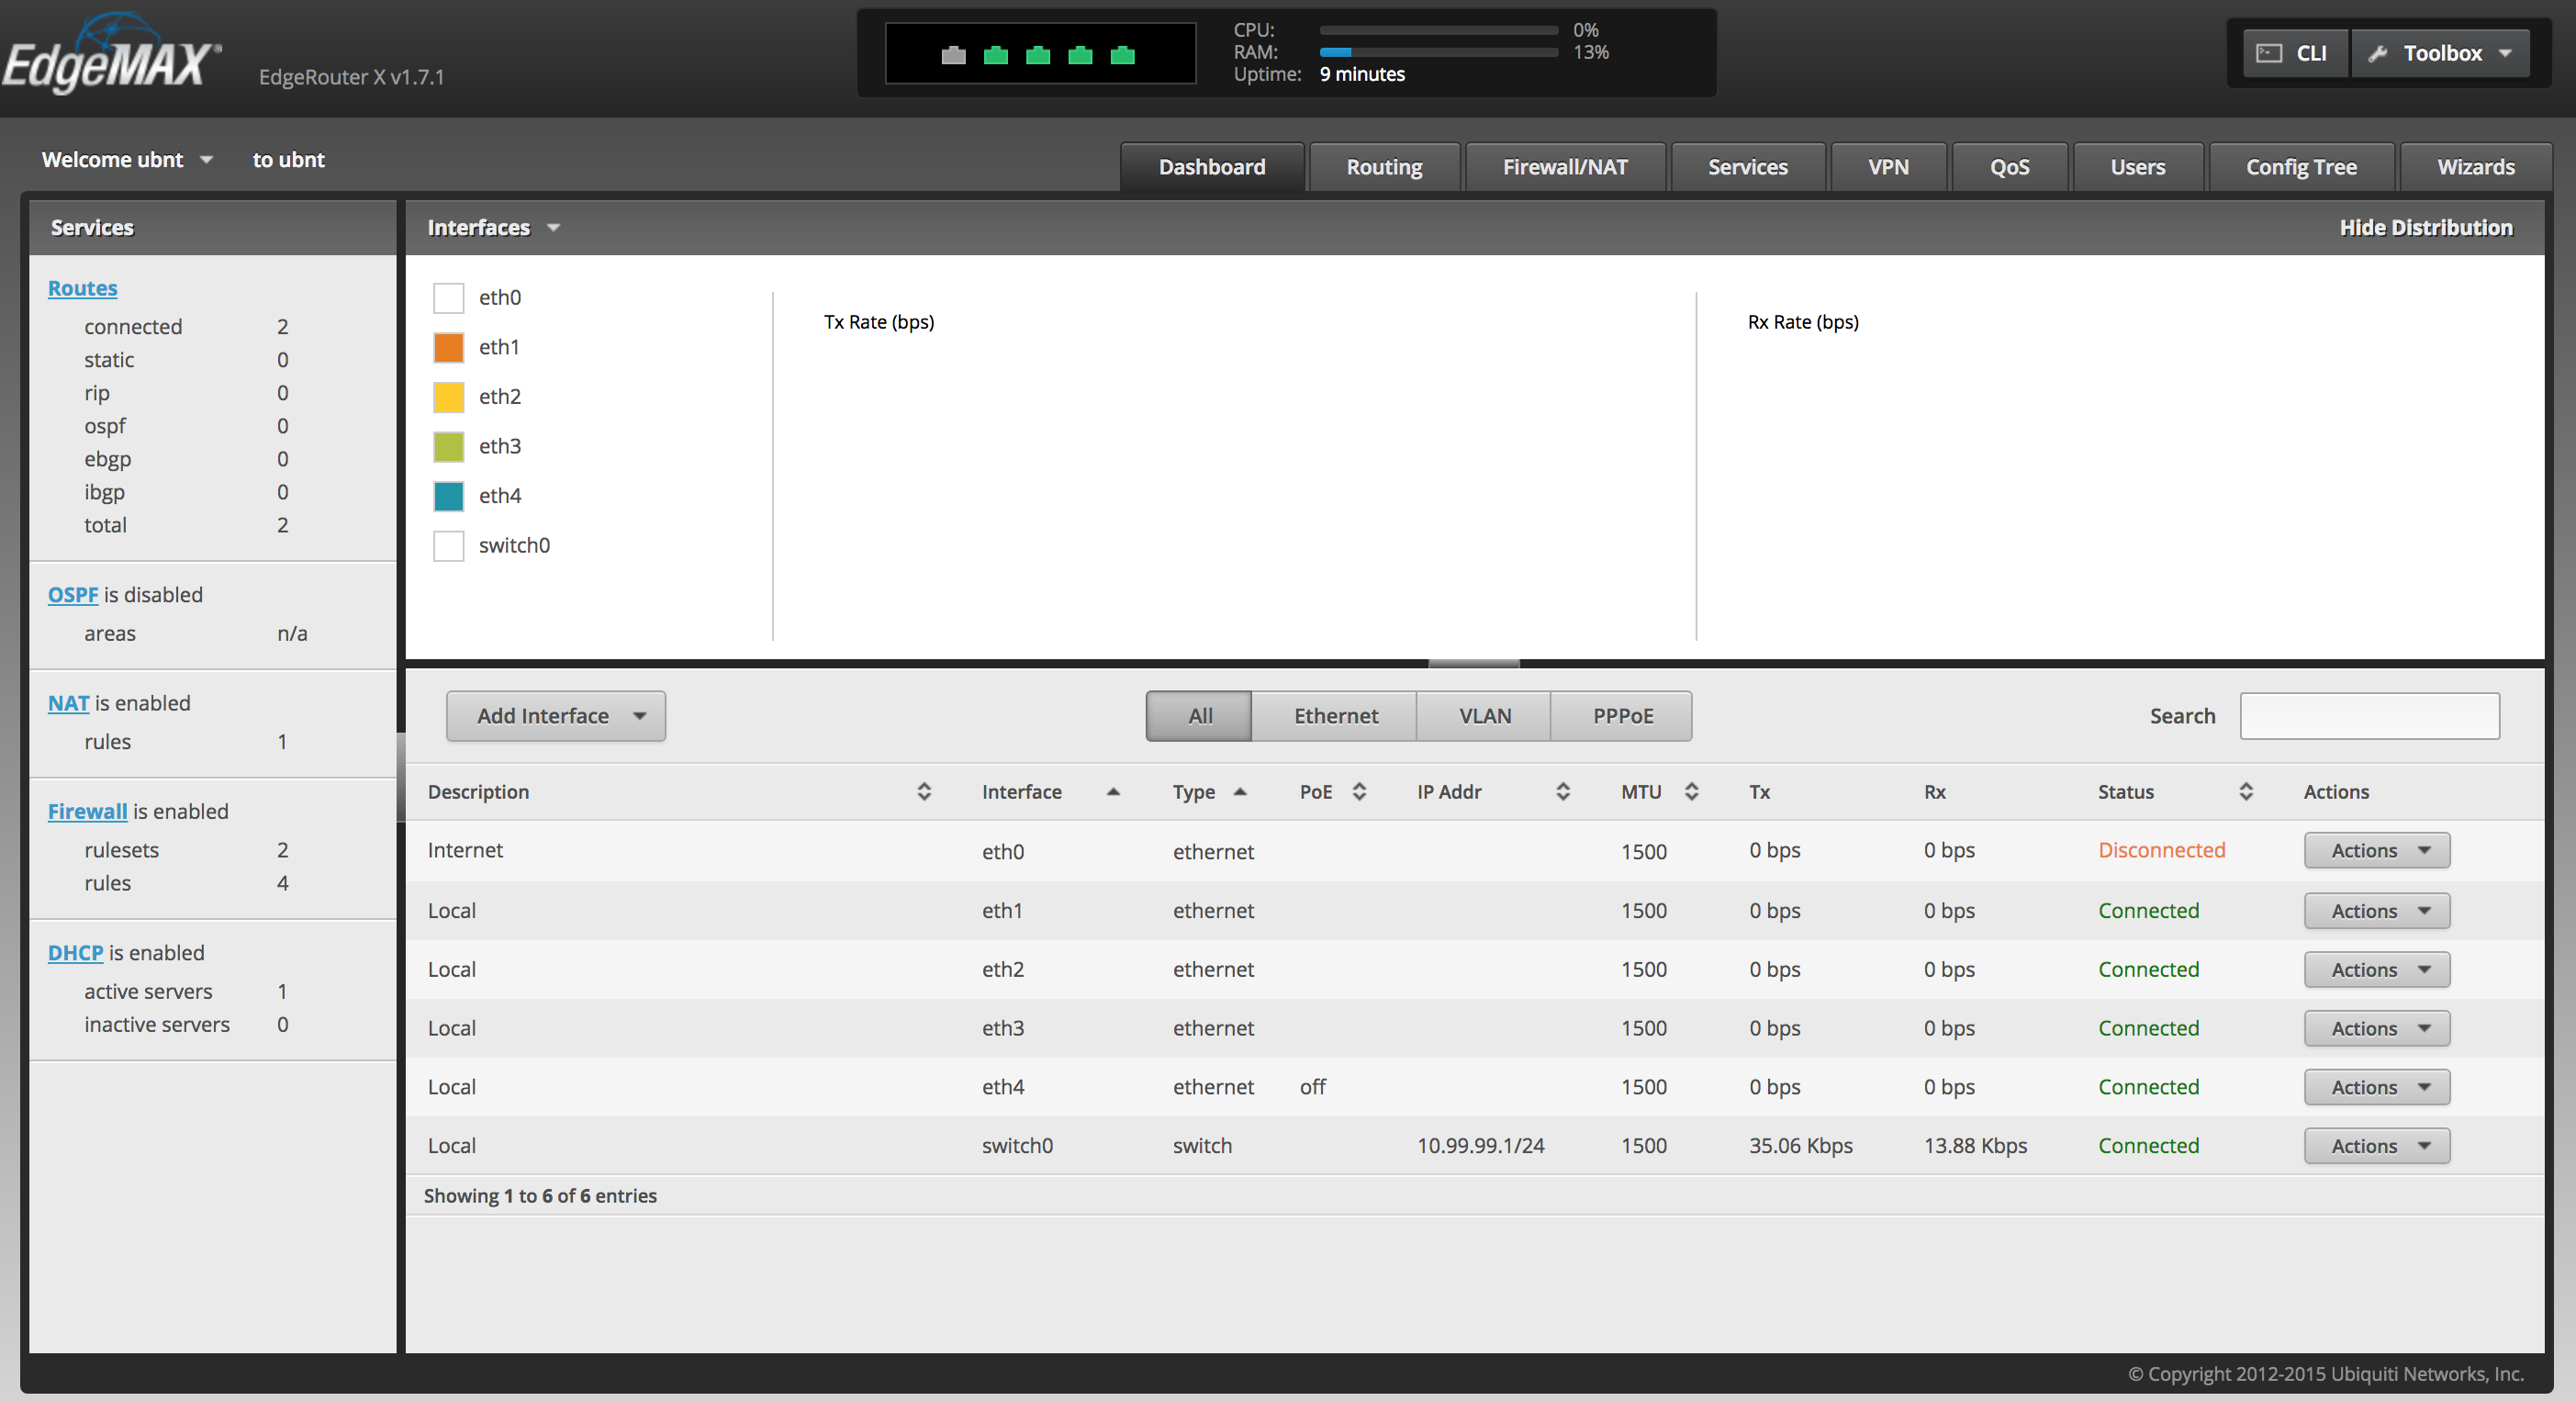 EdgeMAX®
EdgeRouter X v1.7.1
CPU: 0%
RAM: 13%
Uptime: 9 minutes
CLI
Toolbox
Welcome ubnt
to ubnt
Dashboard
Routing
Firewall/NAT
Services
VPN
QoS
Users
Config Tree
Wizards
Services
Routes
connected 2
static 0
rip 0
ospf 0
ebgp 0
ibgp 0
total 2
OSPF is disabled
areas n/a
NAT is enabled
rules 1
Firewall is enabled
rulesets 2
rules 4
DHCP is enabled
active servers 1
inactive servers 0
Interfaces
Hide Distribution
eth0
eth1
eth2
eth3
eth4
switch0
Tx Rate (bps)
Rx Rate (bps)
Add Interface
All
Ethernet
VLAN
PPPoE
Search
Description Interface Type PoE IP Addr MTU Tx Rx Status Actions
Internet eth0 ethernet 1500 0 bps 0 bps Disconnected Actions
Local eth1 ethernet 1500 0 bps 0 bps Connected Actions
Local eth2 ethernet 1500 0 bps 0 bps Connected Actions
Local eth3 ethernet 1500 0 bps 0 bps Connected Actions
Local eth4 ethernet off 1500 0 bps 0 bps Connected Actions
Local switch0 switch 10.99.99.1/24 1500 35.06 Kbps 13.88 Kbps Connected Actions
Showing 1 to 6 of 6 entries
© Copyright 2012-2015 Ubiquiti Networks, Inc.